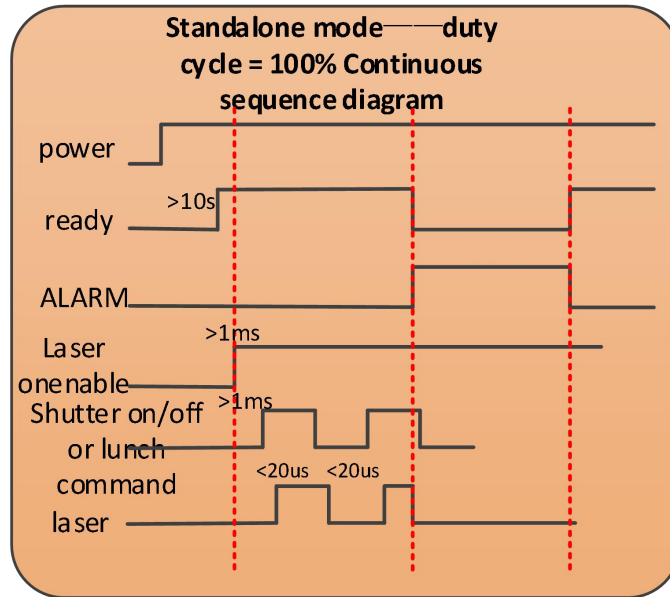 Standalone mode——duty
cycle = 100% Continuous
sequence diagram
power
>10s
ready
ALARM
>1ms
Laser
onenable
>1ms
Shutter on/off
or lunch
command
<20us <20us
laser